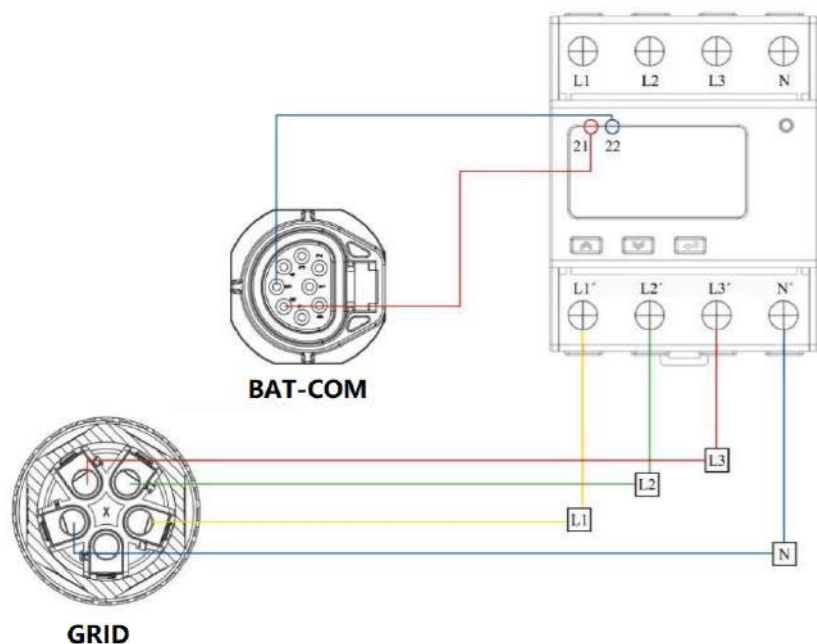 L1 L2 L3 N
21 22
L1´ L2´ L3´ N´
BAT-COM
L3
L2
L1
X
N
GRID